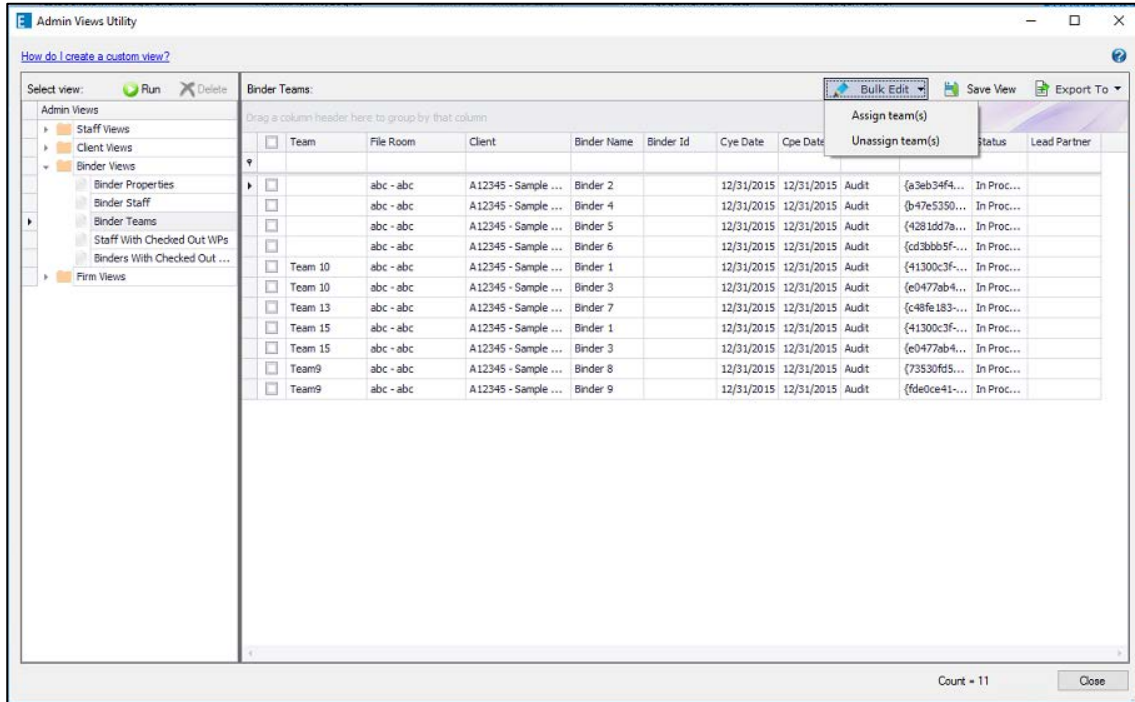 Admin Views Utility
How do I create a custom view?
Select view: Run Delete Binder Teams: Bulk Edit Save View Export To
Admin Views
Staff Views
Client Views
Binder Views
Binder Properties
Binder Staff
Binder Teams
Staff With Checked Out WPs
Binders With Checked Out ...
Firm Views
Assign team(s)
Unassign team(s)
Drag a column header here to group by that column
Team File Room Client Binder Name Binder Id Cye Date Cpe Date Status Lead Partner
abc - abc A12345 - Sample ... Binder 2 12/31/2015 12/31/2015 Audit {a3eb34f4... In Proc...
abc - abc A12345 - Sample ... Binder 4 12/31/2015 12/31/2015 Audit {b47e5350... In Proc...
abc - abc A12345 - Sample ... Binder 5 12/31/2015 12/31/2015 Audit {4281dd7a... In Proc...
abc - abc A12345 - Sample ... Binder 6 12/31/2015 12/31/2015 Audit {cd3bbb5f-... In Proc...
Team 10 abc - abc A12345 - Sample ... Binder 1 12/31/2015 12/31/2015 Audit {41300c3f-... In Proc...
Team 10 abc - abc A12345 - Sample ... Binder 3 12/31/2015 12/31/2015 Audit {e0477ab4... In Proc...
Team 13 abc - abc A12345 - Sample ... Binder 7 12/31/2015 12/31/2015 Audit {c48fe183-... In Proc...
Team 15 abc - abc A12345 - Sample ... Binder 1 12/31/2015 12/31/2015 Audit {41300c3f-... In Proc...
Team 15 abc - abc A12345 - Sample ... Binder 3 12/31/2015 12/31/2015 Audit {e0477ab4... In Proc...
Team9 abc - abc A12345 - Sample ... Binder 8 12/31/2015 12/31/2015 Audit {73530fd5... In Proc...
Team9 abc - abc A12345 - Sample ... Binder 9 12/31/2015 12/31/2015 Audit {fde0ce41-... In Proc...
Count = 11 Close